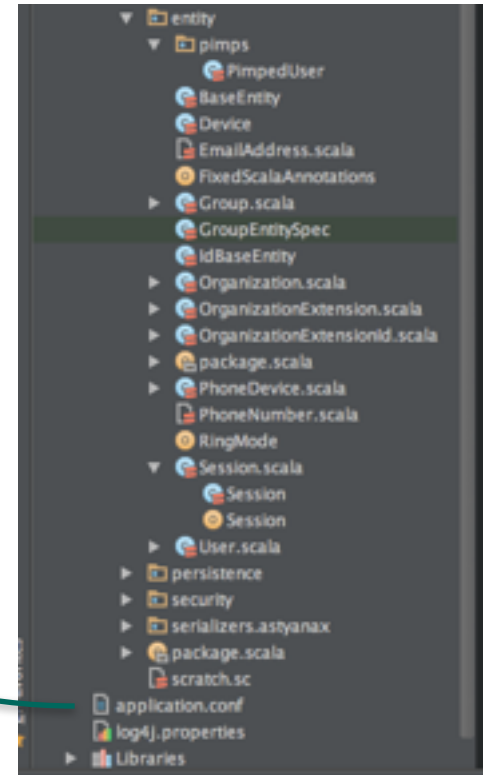 entity
pimps
PimpedUser
BaseEntity
Device
EmailAddress.scala
FixedScalaAnnotations
Group.scala
GroupEntitySpec
IdBaseEntity
Organization.scala
OrganizationExtension.scala
OrganizationExtensionId.scala
package.scala
PhoneDevice.scala
PhoneNumber.scala
RingMode
Session.scala
Session
Session
User.scala
persistence
security
serializers.astyanax
package.scala
scratch.sc
application.conf
log4j.properties
Libraries